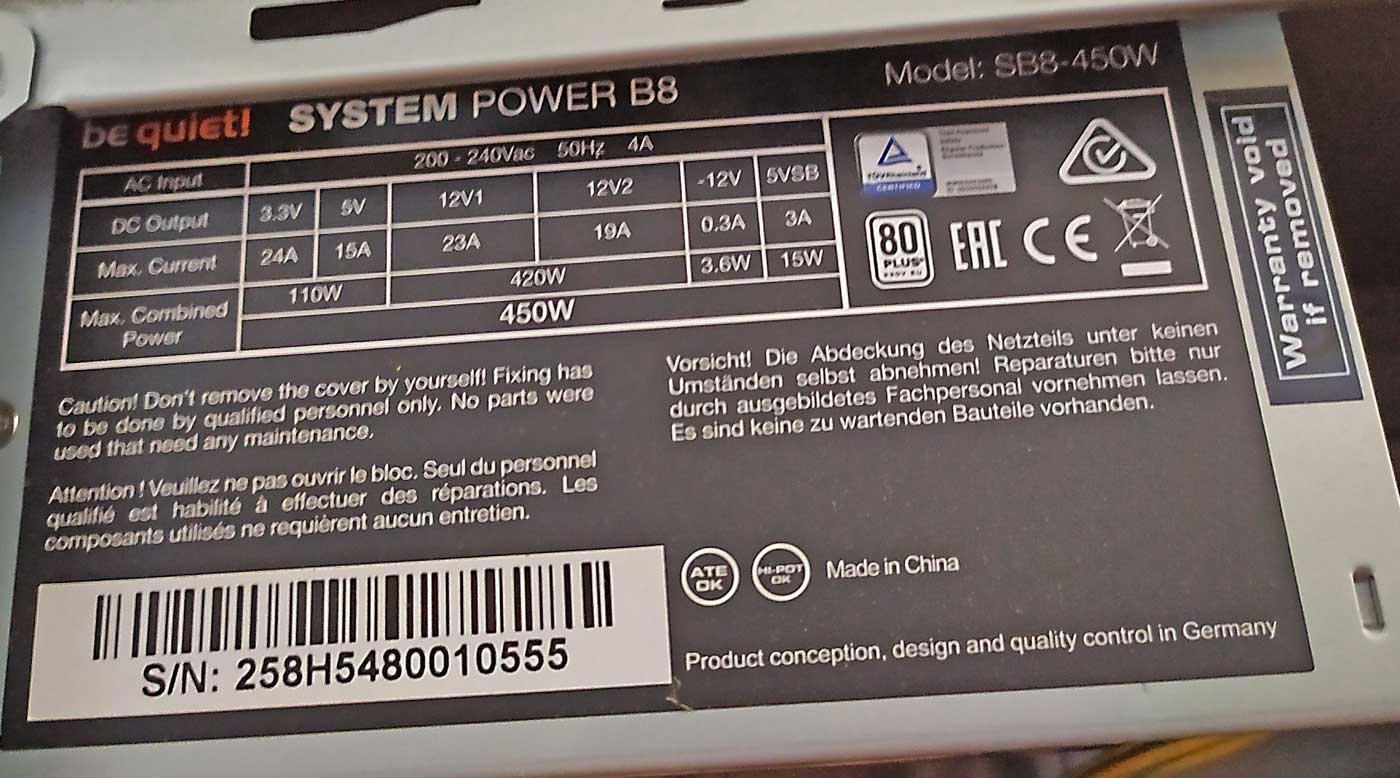 be quiet! SYSTEM POWER B8 Model: SB8-450W
AC Input 200 - 240Vac 50Hz 4A
DC Output 3.3V 5V 12V1 12V2 -12V 5VSB
Max. Current 24A 15A 23A 19A 0.3A 3A
Max. Combined Power 110W 420W 3.6W 15W
450W
TÜVRheinland
CERTIFIED
80
PLUS
EAC CE
Warranty void
if removed
Caution! Don't remove the cover by yourself! Fixing has
to be done by qualified personnel only. No parts were
used that need any maintenance.
Vorsicht! Die Abdeckung des Netzteils unter keinen
Umständen selbst abnehmen! Reparaturen bitte nur
durch ausgebildetes Fachpersonal vornehmen lassen.
Es sind keine zu wartenden Bauteile vorhanden.
Attention ! Veuillez ne pas ouvrir le bloc. Seul du personnel
qualifié est habilité à effectuer des réparations. Les
composants utilisés ne requièrent aucun entretien.
ATE
OK
HI-POT
OK
Made in China
S/N: 258H5480010555
Product conception, design and quality control in Germany